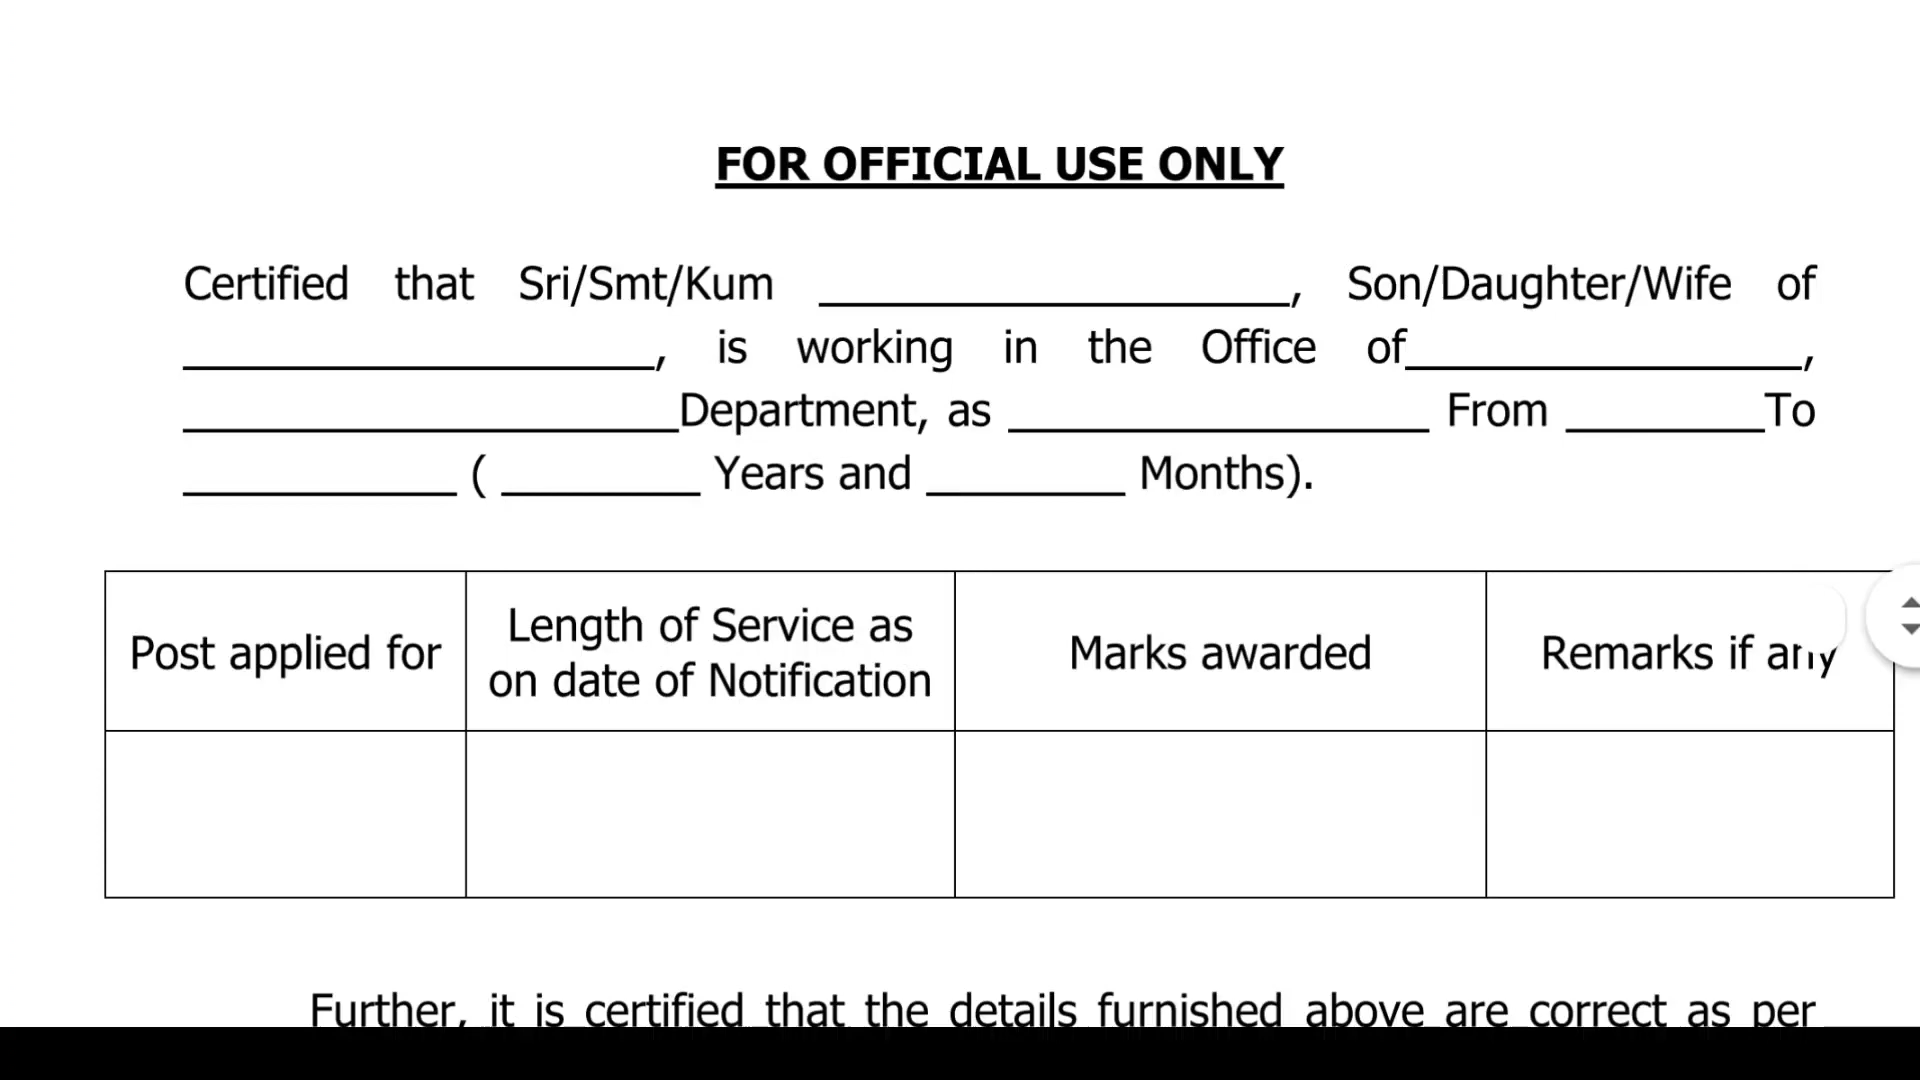 FOR OFFICIAL USE ONLY
Certified that Sri/Smt/Kum ____________________, Son/Daughter/Wife of
____________________, is working in the Office of_________________,
_____________________Department, as __________________ From ________To
___________ ( ________ Years and ________ Months).
Post applied for
Length of Service as
on date of Notification
Marks awarded
Remarks if any
Further, it is certified that the details furnished above are correct as per